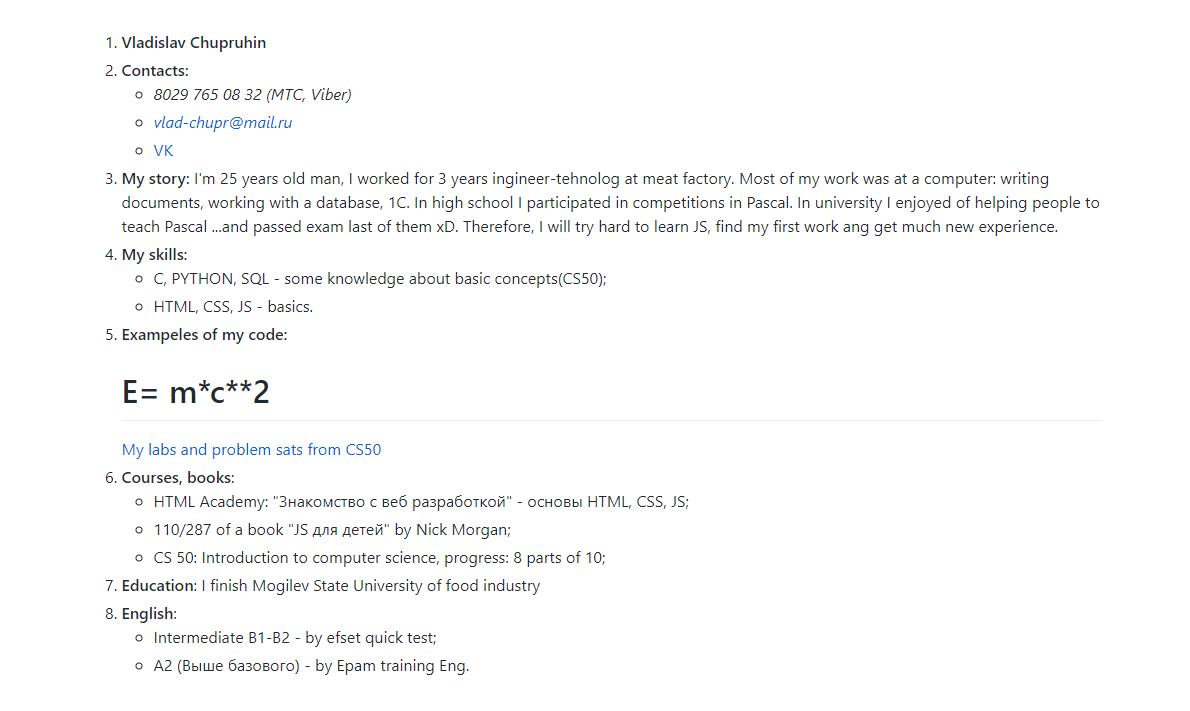 1. Vladislav Chupruhin
2. Contacts:
8029 765 08 32 (MTC, Viber)
vlad-chupr@mail.ru
VK
3. My story: I'm 25 years old man, I worked for 3 years ingineer-tehnolog at meat factory. Most of my work was at a computer: writing
documents, working with a database, 1C. In high school I participated in competitions in Pascal. In university I enjoyed of helping people to
teach Pascal ...and passed exam last of them xD. Therefore, I will try hard to learn JS, find my first work ang get much new experience.
4. My skills:
C, PYTHON, SQL - some knowledge about basic concepts(CS50);
HTML, CSS, JS - basics.
5. Exampeles of my code:
E= m*c**2
My labs and problem sats from CS50
6. Courses, books:
HTML Academy: "Знакомство с веб разработкой" - основы HTML, CSS, JS;
110/287 of a book "JS для детей" by Nick Morgan;
CS 50: Introduction to computer science, progress: 8 parts of 10;
7. Education: I finish Mogilev State University of food industry
8. English:
Intermediate B1-B2 - by efset quick test;
A2 (Выше базового) - by Epam training Eng.